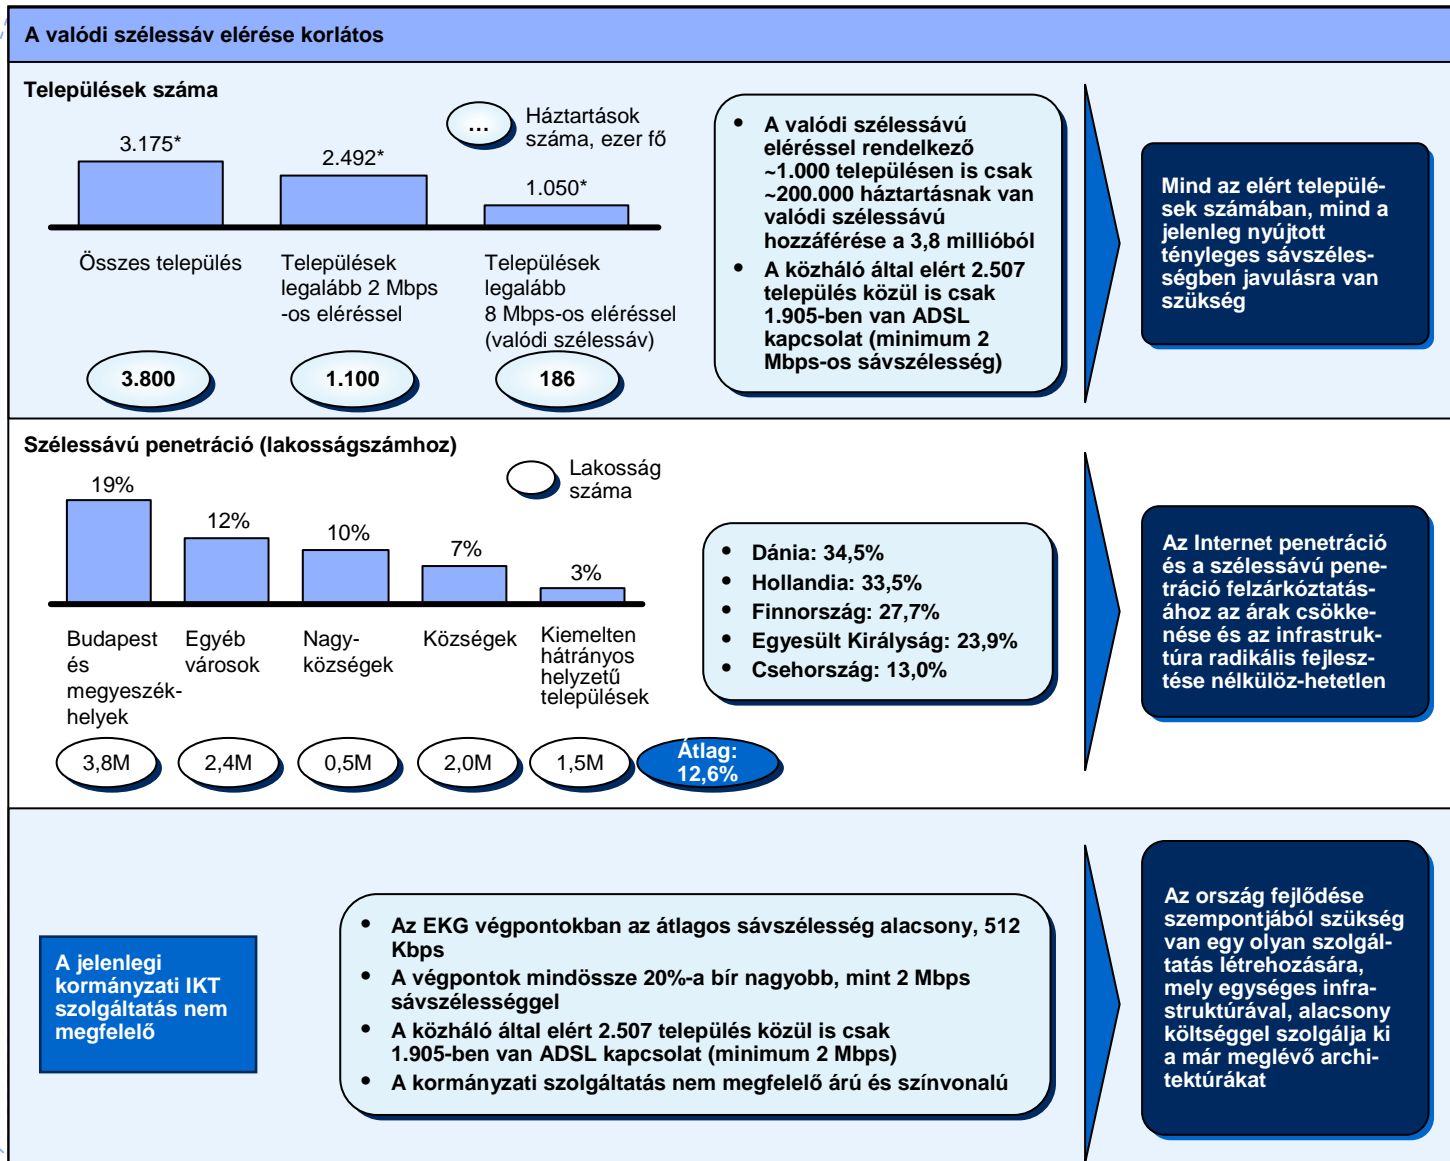 A valódi szélessáv elérése korlátos
Települések száma
...
Háztartások
száma, ezer fő
3.175*
2.492*
1.050*
Összes település
Települések
legalább 2 Mbps
-os eléréssel
Települések
legalább
8 Mbps-os eléréssel
(valódi szélessáv)
3.800
1.100
186
• A valódi szélessávú
eléréssel rendelkező
~1.000 településen is csak
~200.000 háztartásnak van
valódi szélessávú
hozzáférése a 3,8 millióból
• A közháló által elért 2.507
település közül is csak
1.905-ben van ADSL
kapcsolat (minimum 2
Mbps-os sávszélesség)
Mind az elért települé-
sek számában, mind a
jelenleg nyújtott
tényleges sávszéles-
ségben javulásra van
szükség
Szélessávú penetráció (lakosságszámhoz)
Lakosság
száma
19%
12%
10%
7%
3%
Budapest
és
megyeszék-
helyek
Egyéb
városok
Nagy-
községek
Községek
Kiemelten
hátrányos
helyzetű
települések
3,8M
2,4M
0,5M
2,0M
1,5M
Átlag:
12,6%
• Dánia: 34,5%
• Hollandia: 33,5%
• Finnország: 27,7%
• Egyesült Királyság: 23,9%
• Csehország: 13,0%
Az Internet penetráció
és a szélessávú pene-
tráció felzárkóztatás-
ához az árak csökke-
nése és az infrastruk-
túra radikális fejlesz-
tése nélkülöz-hetetlen
A jelenlegi
kormányzati IKT
szolgáltatás nem
megfelelő
• Az EKG végpontokban az átlagos sávszélesség alacsony, 512
Kbps
• A végpontok mindössze 20%-a bír nagyobb, mint 2 Mbps
sávszélességgel
• A közháló által elért 2.507 település közül is csak
1.905-ben van ADSL kapcsolat (minimum 2 Mbps)
• A kormányzati szolgáltatás nem megfelelő árú és színvonalú
Az ország fejlődése
szempontjából szükség
van egy olyan szolgál-
tatás létrehozására,
mely egységes infra-
struktúrával, alacsony
költséggel szolgálja ki
a már meglévő archi-
tektúrákat